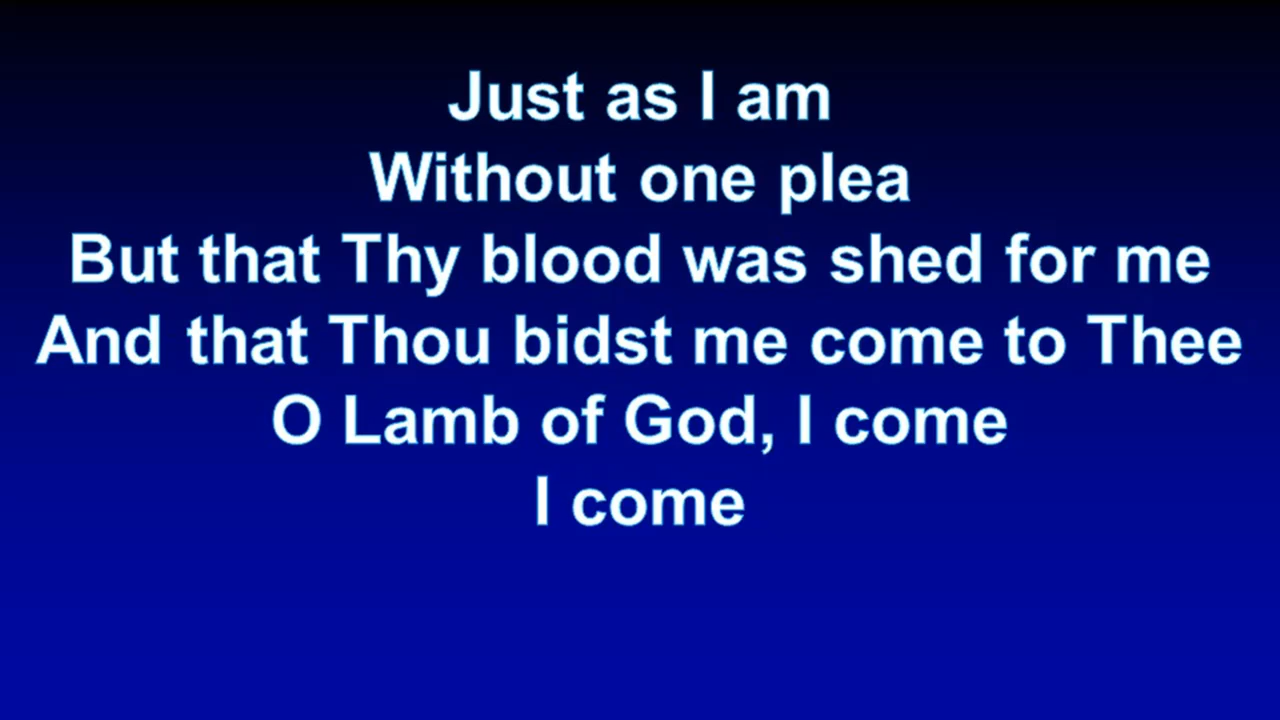 Just as I am
Without one plea
But that Thy blood was shed for me
And that Thou bidst me come to Thee
O Lamb of God, I come
I come